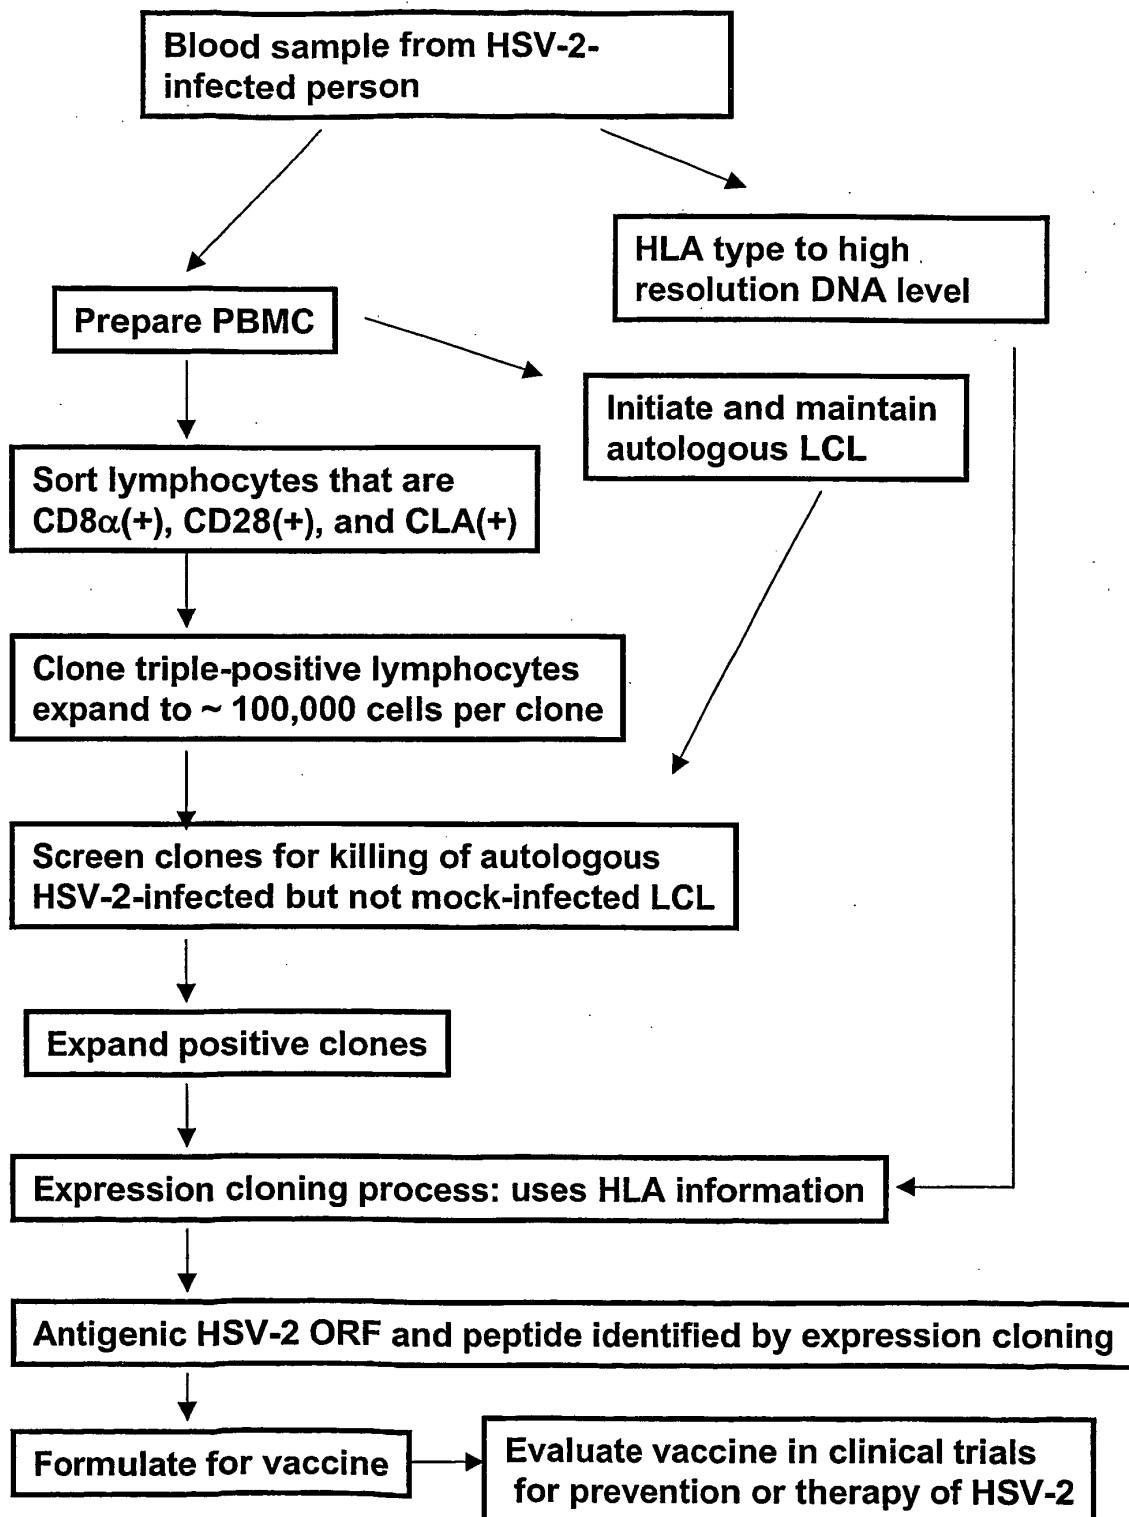 Blood sample from HSV-2-
infected person
HLA type to high
resolution DNA level
Prepare PBMC
Initiate and maintain
autologous LCL
Sort lymphocytes that are
CD8α(+), CD28(+), and CLA(+)
Clone triple-positive lymphocytes
expand to ~ 100,000 cells per clone
Screen clones for killing of autologous
HSV-2-infected but not mock-infected LCL
Expand positive clones
Expression cloning process: uses HLA information
Antigenic HSV-2 ORF and peptide identified by expression cloning
Formulate for vaccine
Evaluate vaccine in clinical trials
for prevention or therapy of HSV-2